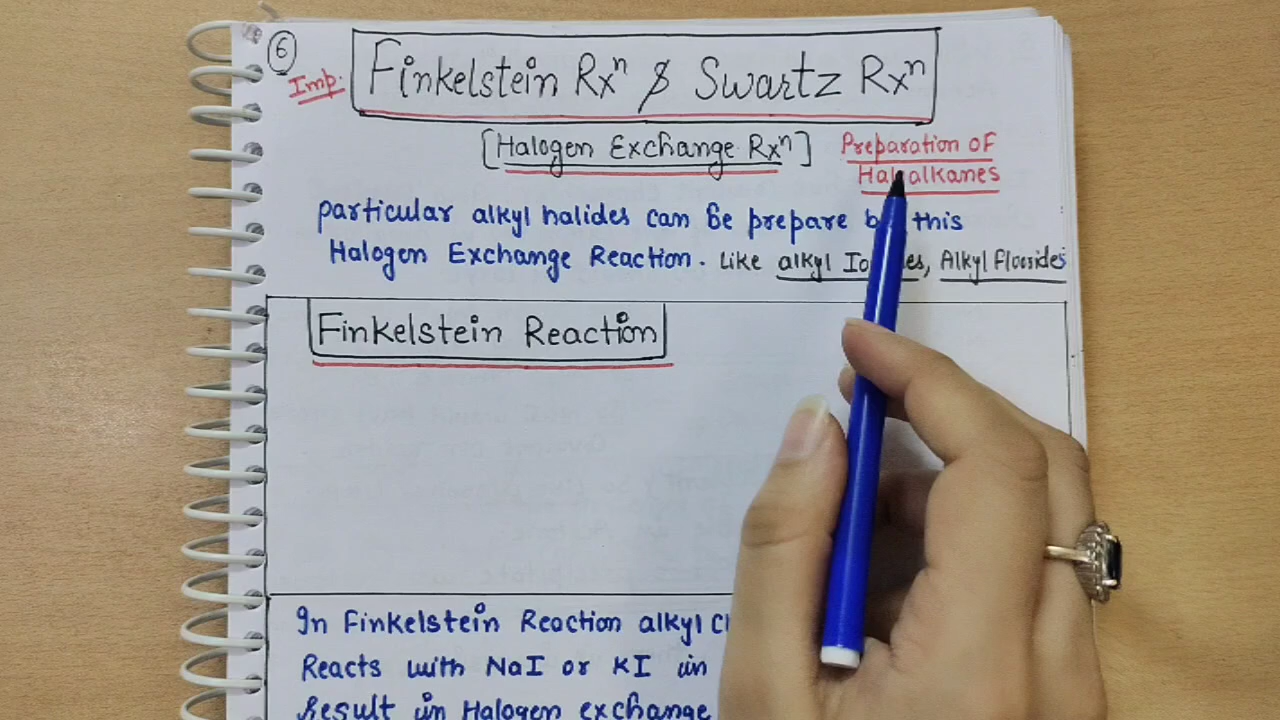 6
Imp.
Finkelstein Rxⁿ & Swartz Rxⁿ
[Halogen Exchange Rxⁿ]
Preparation of
Haloalkanes
particular alkyl halides can be prepare this
Halogen Exchange Reaction. Like alkyl Alkyl Flousides
Finkelstein Reaction
In Finkelstein Reaction alkyl
Reacts with NaI or KI in
Result in Halogen exchange